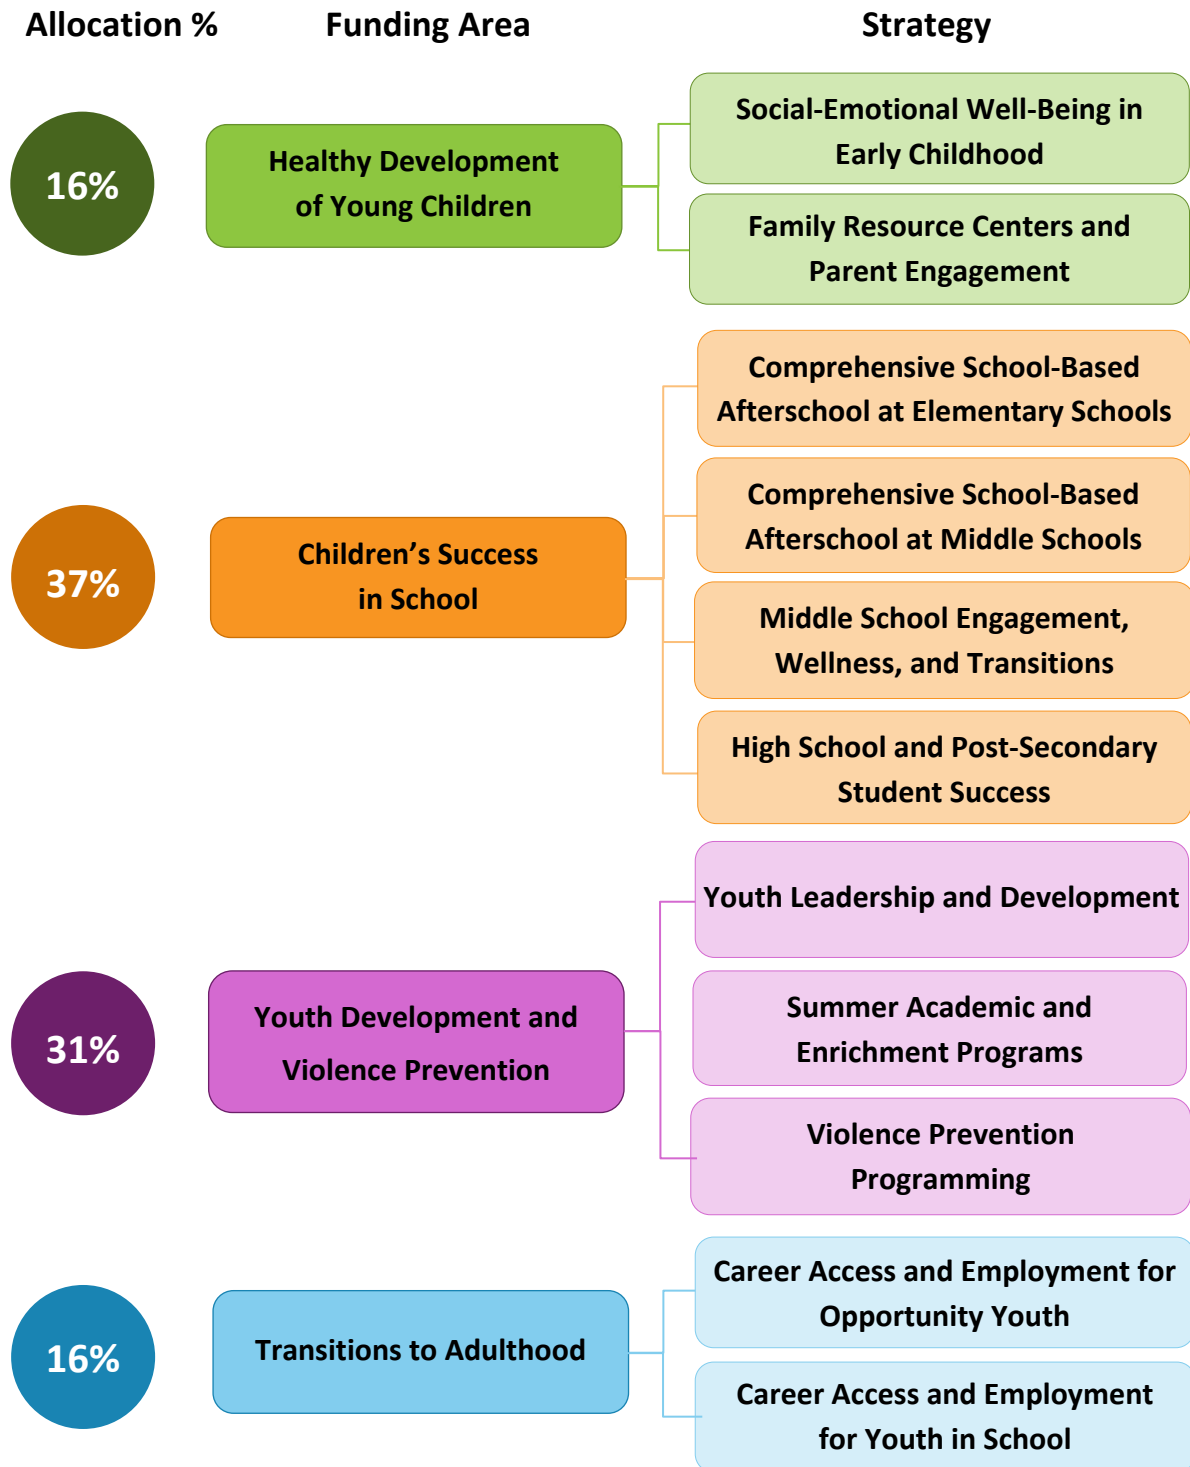 Allocation % Funding Area Strategy
16%
Healthy Development
of Young Children
Social-Emotional Well-Being in
Early Childhood
Family Resource Centers and
Parent Engagement
37%
Children’s Success
in School
Comprehensive School-Based
Afterschool at Elementary Schools
Comprehensive School-Based
Afterschool at Middle Schools
Middle School Engagement,
Wellness, and Transitions
High School and Post-Secondary
Student Success
31%
Youth Development and
Violence Prevention
Youth Leadership and Development
Summer Academic and
Enrichment Programs
Violence Prevention
Programming
16%
Transitions to Adulthood
Career Access and Employment for
Opportunity Youth
Career Access and Employment
for Youth in School